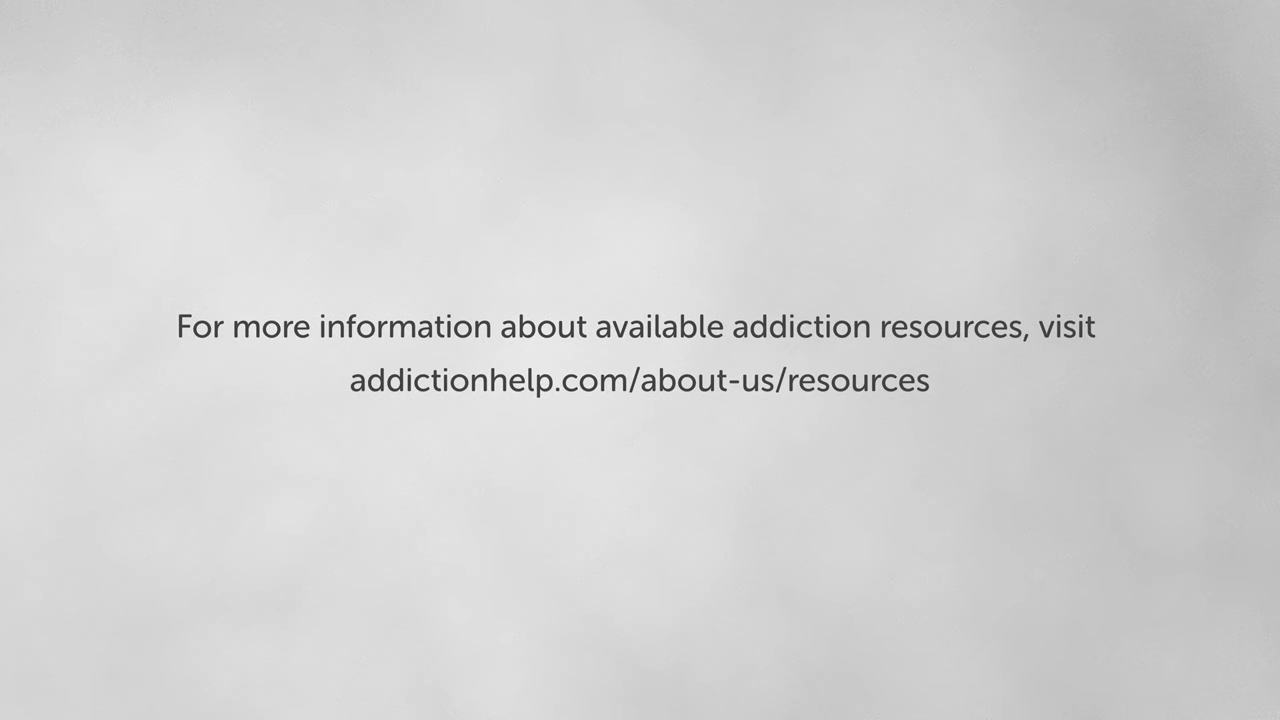 For more information about available addiction resources, visit
addictionhelp.com/about-us/resources